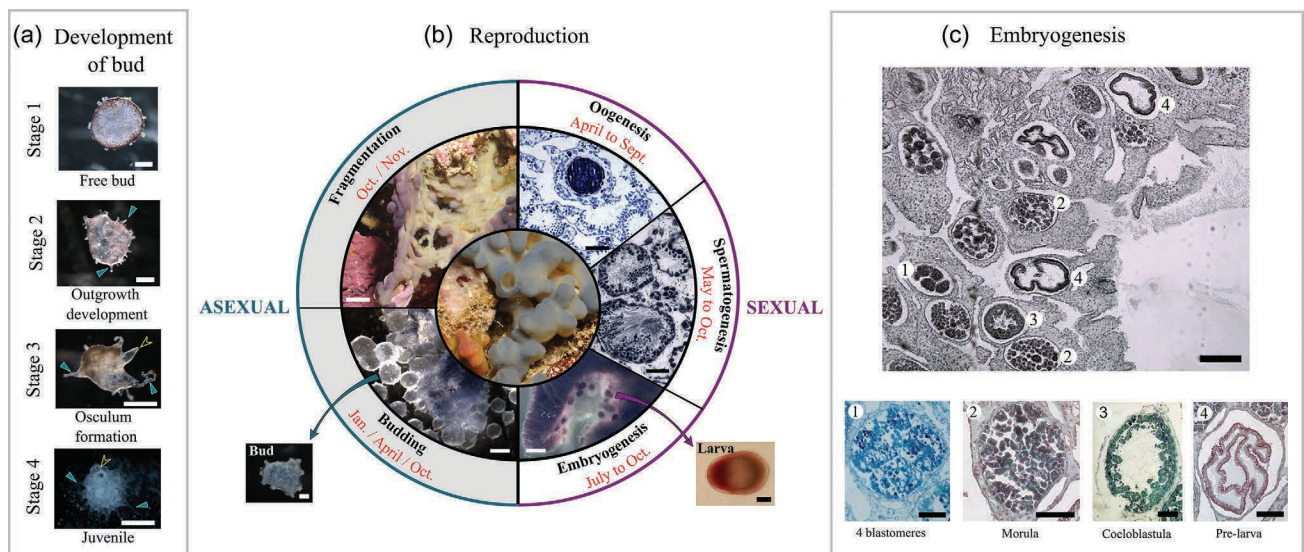 (a) Development
of bud
Stage 1
Free bud
Stage 2
Outgrowth development
Stage 3
Osculum
formation
Stage 4
Juvenile
(b) Reproduction
ASEXUAL
Fragmentation
Oct. / Nov.
Budding
Jan. / April / Oct.
Bud
SEXUAL
Oogenesis
April to Sept.
Spermatogenesis
May to Oct.
Embryogenesis
July to Oct.
Larva
(c) Embryogenesis
4
2
1
4
3
2
1
2
3
4
4 blastomeres
Morula
Coeloblastula
Pre-larva